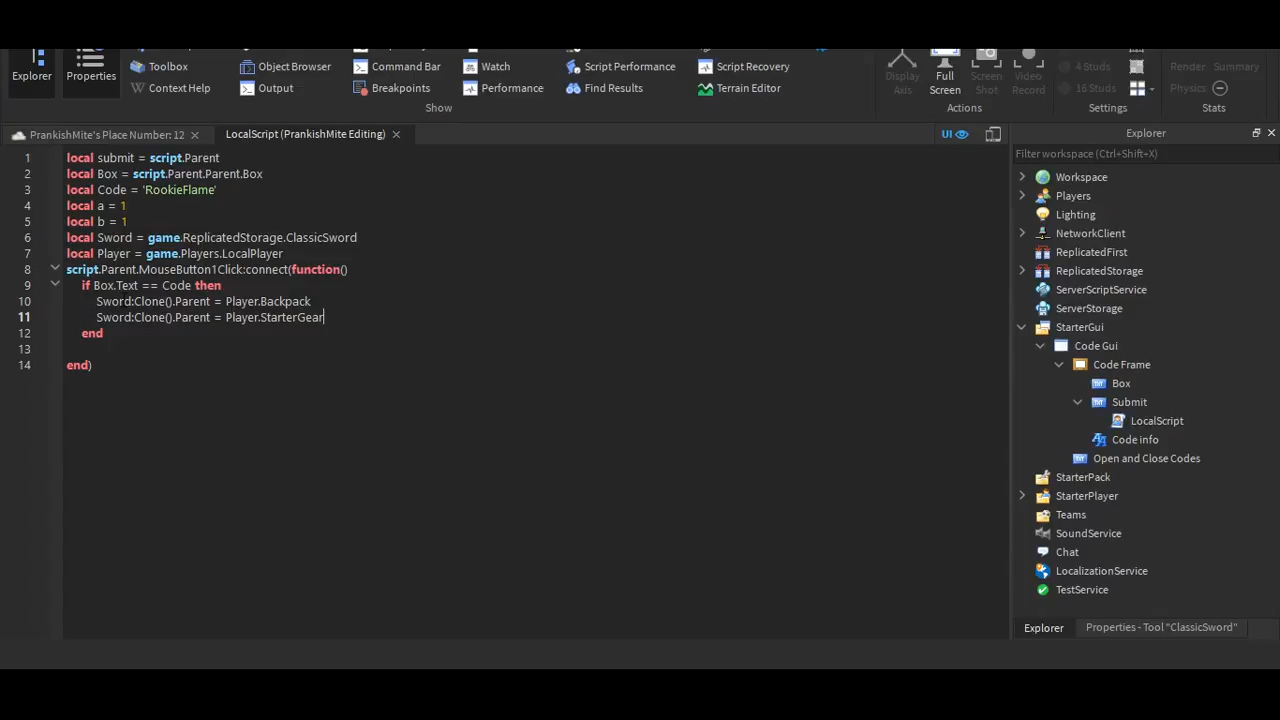 Explorer
Properties
Toolbox
Object Browser
Command Bar
Watch
Script Performance
Script Recovery
Context Help
Output
Breakpoints
Performance
Find Results
Terrain Editor
Show
Display Axis
Full Screen
Screen Shot
Video Record
Actions
4 Studs
16 Studs
Settings
Render
Summary
Physics
Stats
PrankishMite's Place Number: 12
LocalScript (PrankishMite Editing)
UI
Explorer
Filter workspace (Ctrl+Shift+X)
1 local submit = script.Parent
2 local Box = script.Parent.Parent.Box
3 local Code = 'RookieFlame'
4 local a = 1
5 local b = 1
6 local Sword = game.ReplicatedStorage.ClassicSword
7 local Player = game.Players.LocalPlayer
8 script.Parent.MouseButton1Click:connect(function()
9 if Box.Text == Code then
10 Sword:Clone().Parent = Player.Backpack
11 Sword:Clone().Parent = Player.StarterGear
12 end
13
14 end)
Workspace
Players
Lighting
NetworkClient
ReplicatedFirst
ReplicatedStorage
ServerScriptService
ServerStorage
StarterGui
Code Gui
Code Frame
Box
Submit
LocalScript
Code info
Open and Close Codes
StarterPack
StarterPlayer
Teams
SoundService
Chat
LocalizationService
TestService
Explorer
Properties - Tool "ClassicSword"